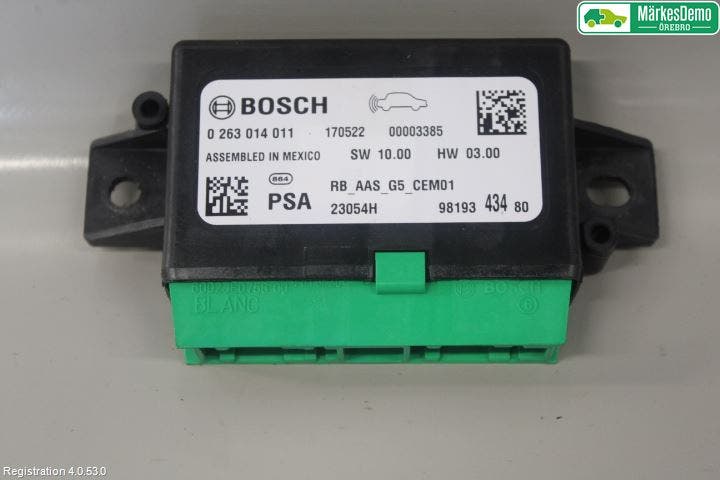 MärkesDemo
ÖREBRO
BOSCH
0 263 014 011 170522 00003385
ASSEMBLED IN MEXICO SW 10.00 HW 03.00
864 RB_AAS_G5_CEM01
PSA 23054H 98193 434 80
BLANC BOSCH
Registration 4.0.53.0